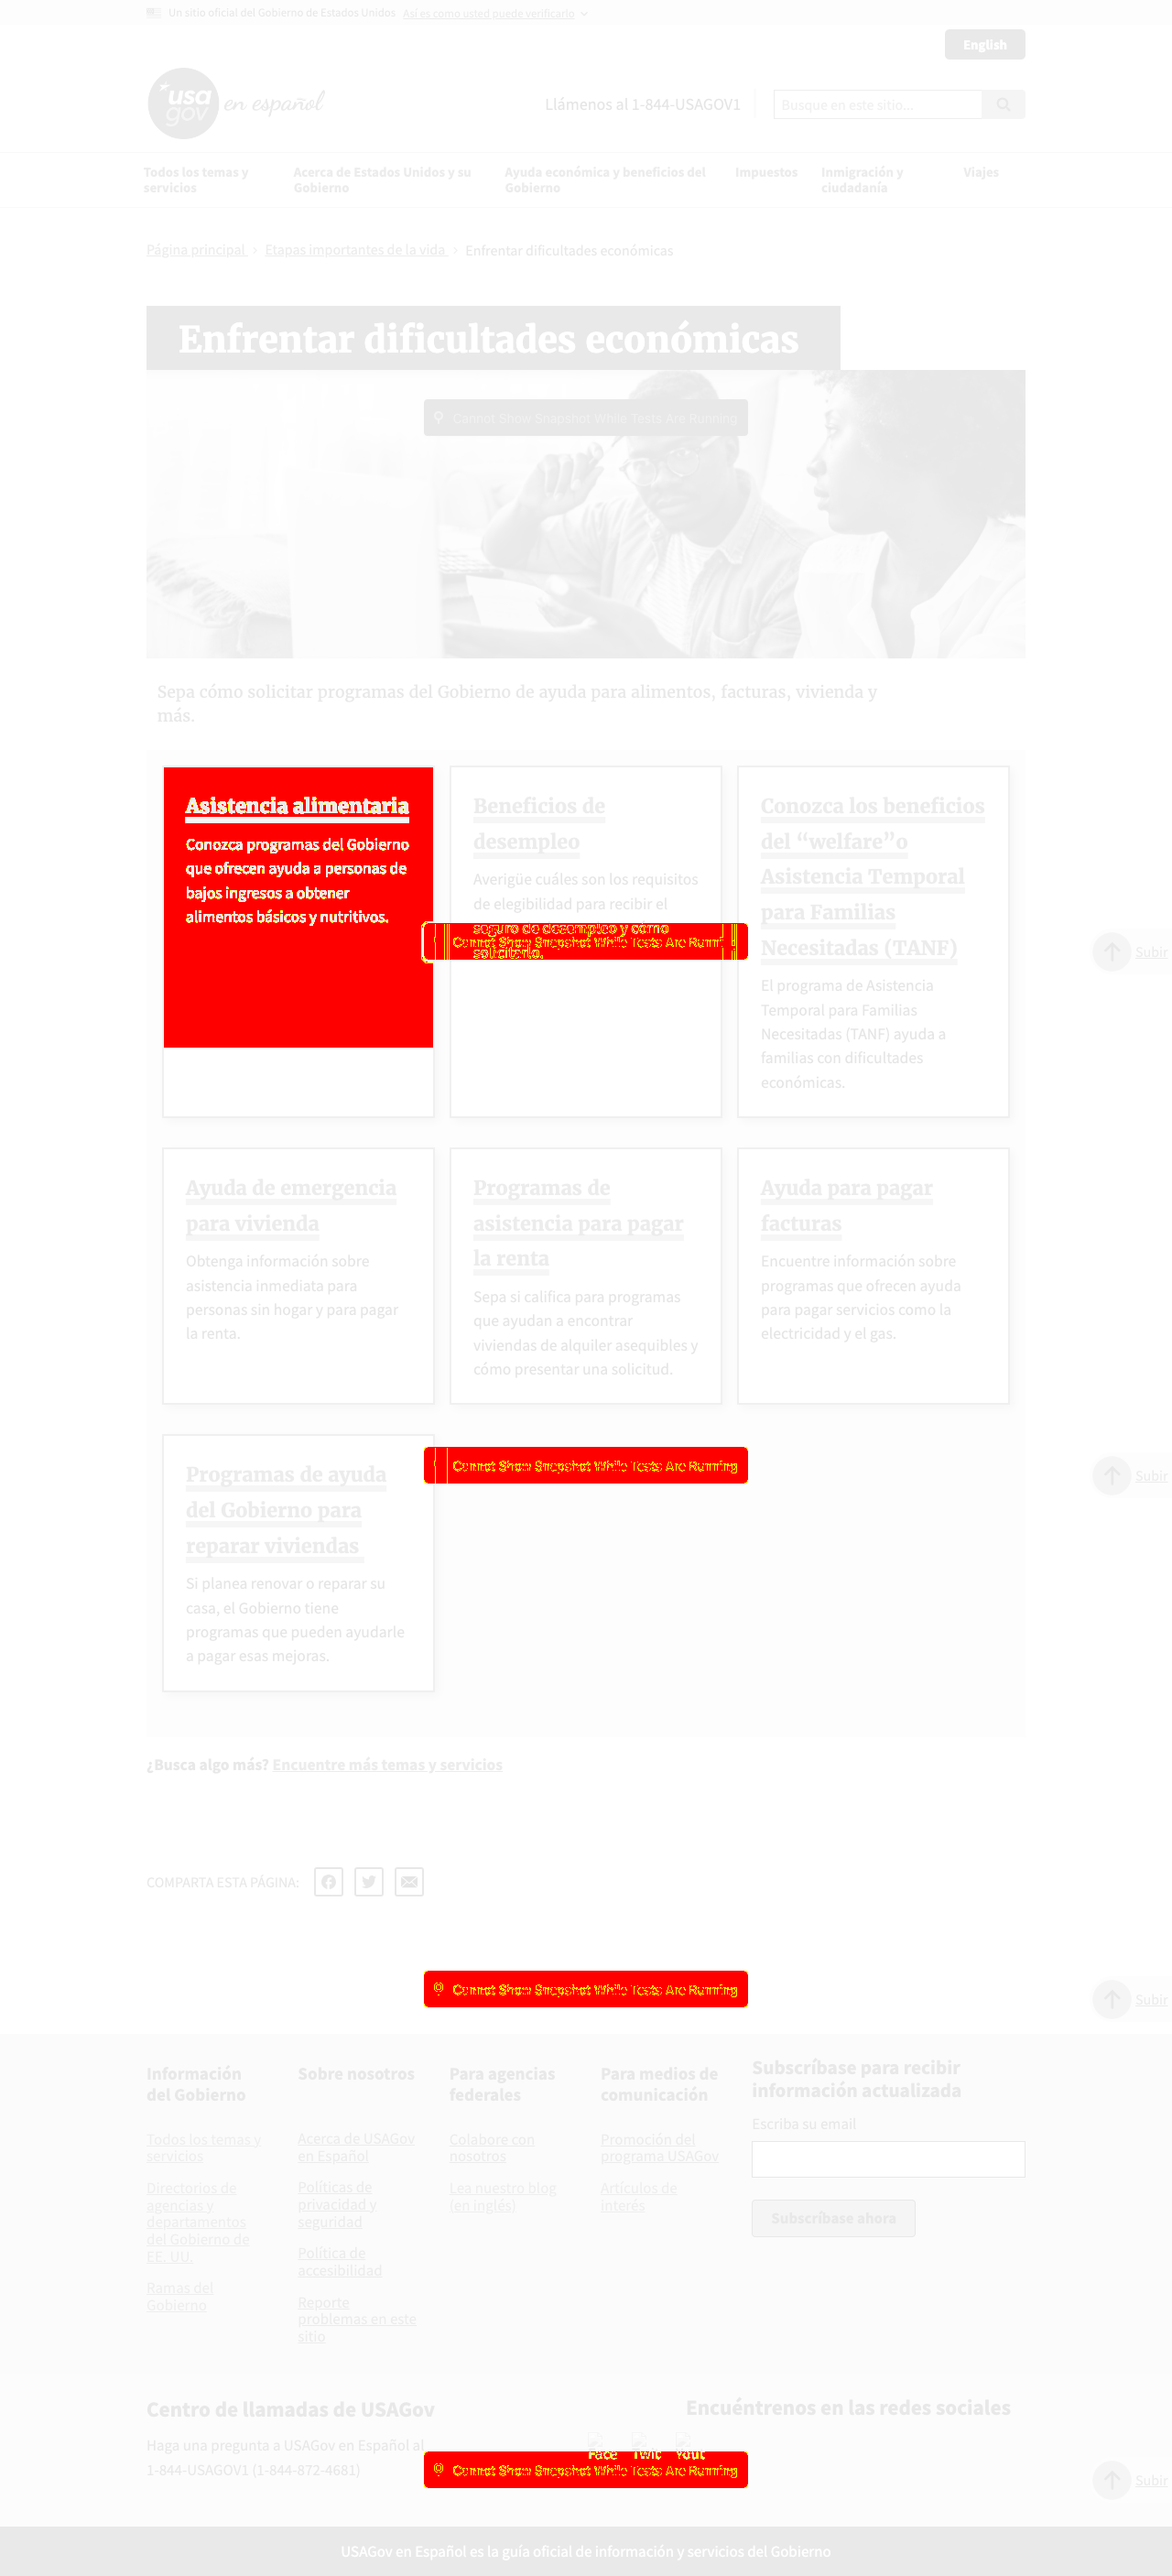 Un sitio oficial del Gobierno de Estados Unidos Así es como usted puede verificarlo
English
usa gov en español
Llámenos al 1-844-USAGOV1
Busque en este sitio...
Todos los temas y servicios
Acerca de Estados Unidos y su Gobierno
Ayuda económica y beneficios del Gobierno
Impuestos
Inmigración y ciudadanía
Viajes
Página principal › Etapas importantes de la vida › Enfrentar dificultades económicas
Enfrentar dificultades económicas
Cannot Show Snapshot While Tests Are Running
Sepa cómo solicitar programas del Gobierno de ayuda para alimentos, facturas, vivienda y
más.
Asistencia alimentaria
Conozca programas del Gobierno
que ofrecen ayuda a personas de
bajos ingresos a obtener
alimentos básicos y nutritivos.
Beneficios de
desempleo
Averigüe cuáles son los requisitos
de elegibilidad para recibir el
seguro de desempleo y cómo
solicitarlo.
Cannot Show Snapshot While Tests Are Running
Conozca los beneficios
del “welfare”o
Asistencia Temporal
para Familias
Necesitadas (TANF)
El programa de Asistencia
Temporal para Familias
Necesitadas (TANF) ayuda a
familias con dificultades
económicas.
Subir
Ayuda de emergencia
para vivienda
Obtenga información sobre
asistencia inmediata para
personas sin hogar y para pagar
la renta.
Programas de
asistencia para pagar
la renta
Sepa si califica para programas
que ayudan a encontrar
viviendas de alquiler asequibles y
cómo presentar una solicitud.
Ayuda para pagar
facturas
Encuentre información sobre
programas que ofrecen ayuda
para pagar servicios como la
electricidad y el gas.
Programas de ayuda
del Gobierno para
reparar viviendas
Si planea renovar o reparar su
casa, el Gobierno tiene
programas que pueden ayudarle
a pagar esas mejoras.
Cannot Show Snapshot While Tests Are Running
Subir
¿Busca algo más? Encuentre más temas y servicios
COMPARTA ESTA PÁGINA:
Cannot Show Snapshot While Tests Are Running
Subir
Información
del Gobierno
Todos los temas y
servicios
Directorios de
agencias y
departamentos
del Gobierno de
EE. UU.
Ramas del
Gobierno
Sobre nosotros
Acerca de USAGov
en Español
Políticas de
privacidad y
seguridad
Política de
accesibilidad
Reporte
problemas en este
sitio
Para agencias
federales
Colabore con
nosotros
Lea nuestro blog
(en inglés)
Para medios de
comunicación
Promoción del
programa USAGov
Artículos de
interés
Subscríbase para recibir
información actualizada
Escriba su email
Subscríbase ahora
Centro de llamadas de USAGov
Haga una pregunta a USAGov en Español al
1-844-USAGOV1 (1-844-872-4681)
Encuéntrenos en las redes sociales
Face Twit Yout
Cannot Show Snapshot While Tests Are Running
Subir
USAGov en Español es la guía oficial de información y servicios del Gobierno